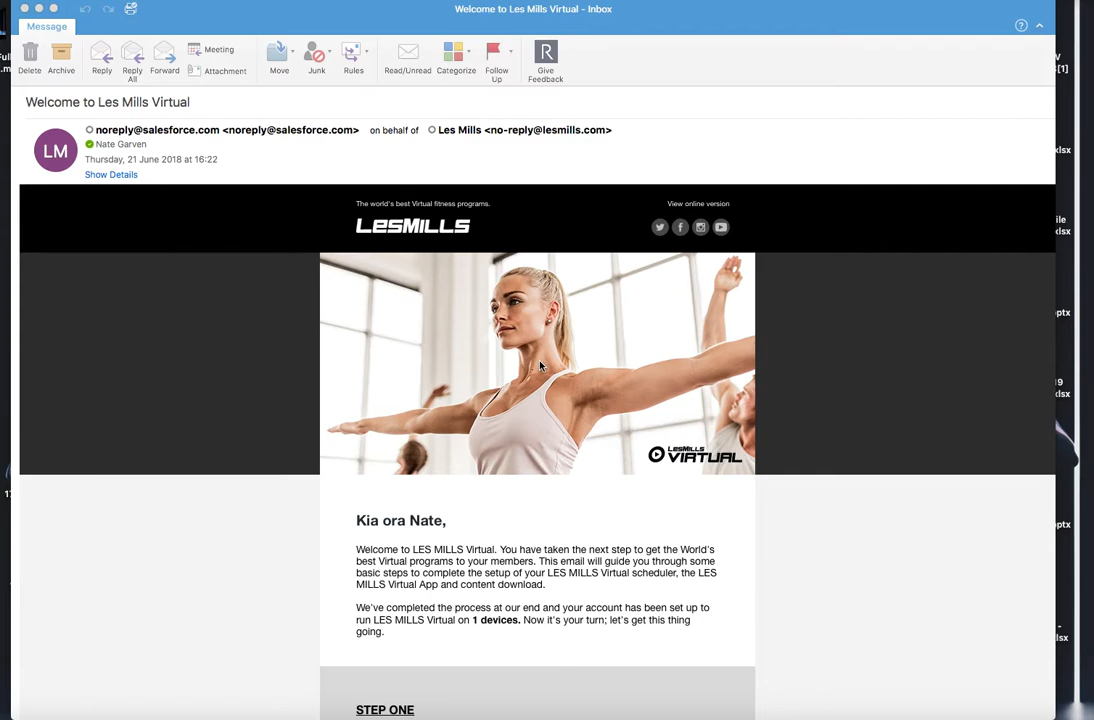 Welcome to Les Mills Virtual - Inbox
Message
Delete
Archive
Reply
Reply All
Forward
Meeting
Attachment
Move
Junk
Rules
Read/Unread
Categorize
Follow Up
R
Give Feedback
Welcome to Les Mills Virtual
LM
noreply@salesforce.com <noreply@salesforce.com> on behalf of Les Mills <no-reply@lesmills.com>
Nate Garven
Thursday, 21 June 2018 at 16:22
Show Details
The world's best Virtual fitness programs. View online version
LESMILLS
LESMILLS
VIRTUAL
Kia ora Nate,
Welcome to LES MILLS Virtual. You have taken the next step to get the World's
best Virtual programs to your members. This email will guide you through some
basic steps to complete the setup of your LES MILLS Virtual scheduler, the LES
MILLS Virtual App and content download.
We've completed the process at our end and your account has been set up to
run LES MILLS Virtual on 1 devices. Now it's your turn; let's get this thing
going.
STEP ONE